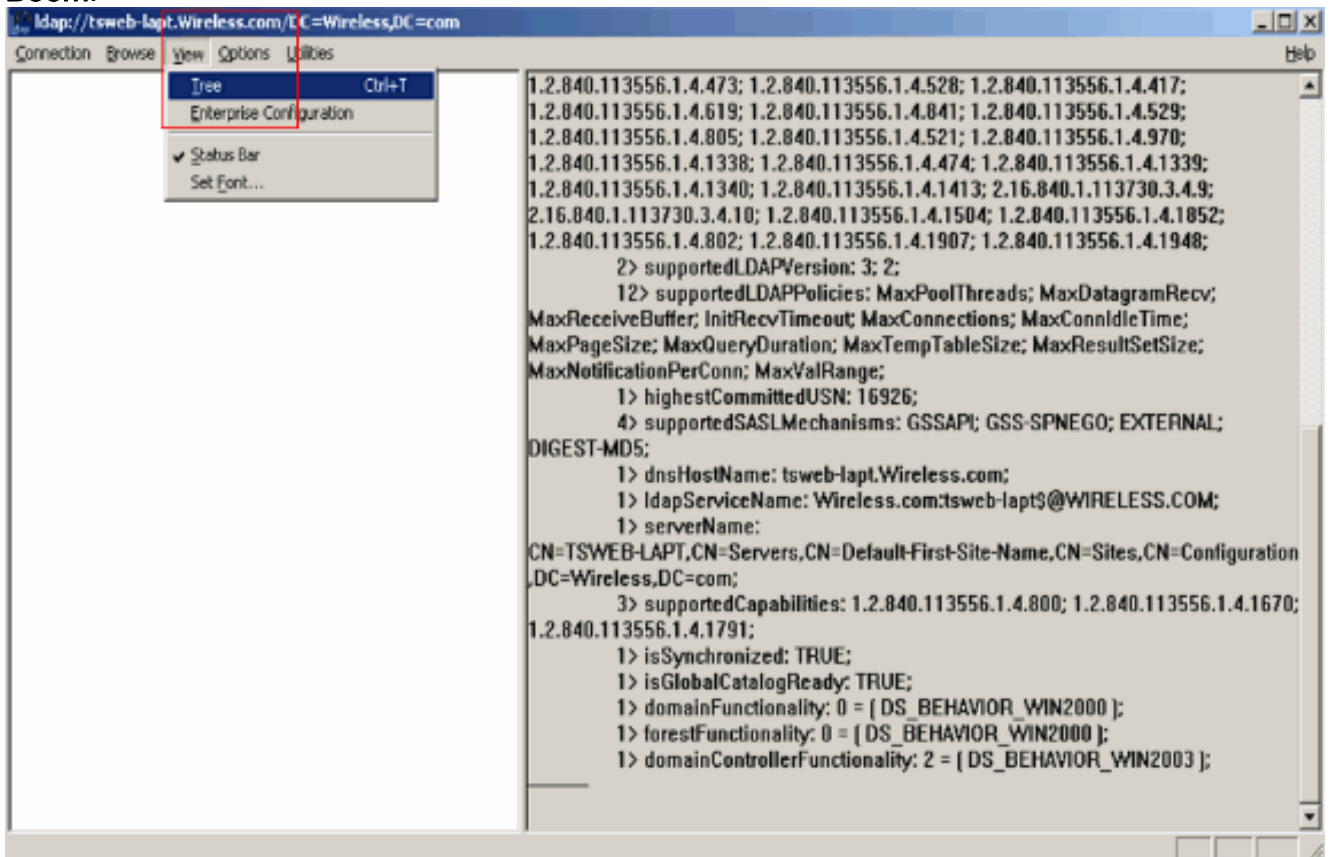 ldap://tsweb-lapt.Wireless.com/DC=Wireless,DC=com
Connection Browse View Options Utilities Help
Tree Ctrl+T
Enterprise Configuration
Status Bar
Set Font...
1.2.840.113556.1.4.473; 1.2.840.113556.1.4.528; 1.2.840.113556.1.4.417;
1.2.840.113556.1.4.619; 1.2.840.113556.1.4.841; 1.2.840.113556.1.4.529;
1.2.840.113556.1.4.805; 1.2.840.113556.1.4.521; 1.2.840.113556.1.4.970;
1.2.840.113556.1.4.1338; 1.2.840.113556.1.4.474; 1.2.840.113556.1.4.1339;
1.2.840.113556.1.4.1340; 1.2.840.113556.1.4.1413; 2.16.840.1.113730.3.4.9;
2.16.840.1.113730.3.4.10; 1.2.840.113556.1.4.1504; 1.2.840.113556.1.4.1852;
1.2.840.113556.1.4.802; 1.2.840.113556.1.4.1907; 1.2.840.113556.1.4.1948;
2> supportedLDAPVersion: 3; 2;
12> supportedLDAPPolicies: MaxPoolThreads; MaxDatagramRecv;
MaxReceiveBuffer; InitRecvTimeout; MaxConnections; MaxConnIdleTime;
MaxPageSize; MaxQueryDuration; MaxTempTableSize; MaxResultSetSize;
MaxNotificationPerConn; MaxValRange;
1> highestCommittedUSN: 16926;
4> supportedSASLMechanisms: GSSAPI; GSS-SPNEGO; EXTERNAL;
DIGEST-MD5;
1> dnsHostName: tsweb-lapt.Wireless.com;
1> ldapServiceName: Wireless.com:tsweb-lapt$@WIRELESS.COM;
1> serverName:
CN=TSWEB-LAPT,CN=Servers,CN=Default-First-Site-Name,CN=Sites,CN=Configuration
,DC=Wireless,DC=com;
3> supportedCapabilities: 1.2.840.113556.1.4.800; 1.2.840.113556.1.4.1670;
1.2.840.113556.1.4.1791;
1> isSynchronized: TRUE;
1> isGlobalCatalogReady: TRUE;
1> domainFunctionality: 0 = ( DS_BEHAVIOR_WIN2000 );
1> forestFunctionality: 0 = ( DS_BEHAVIOR_WIN2000 );
1> domainControllerFunctionality: 2 = ( DS_BEHAVIOR_WIN2003 );